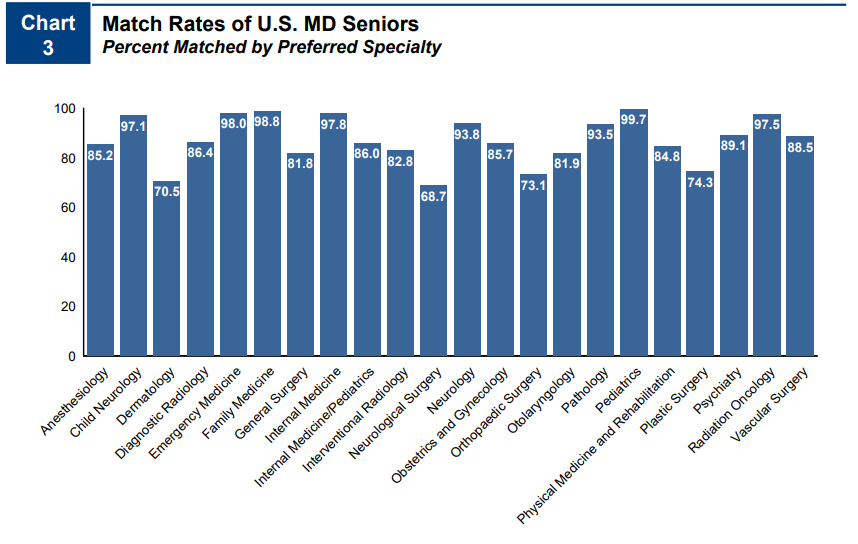 Chart
3
Match Rates of U.S. MD Seniors
Percent Matched by Preferred Specialty
100
80
60
40
20
0
85.2
97.1
70.5
86.4
98.0
98.8
81.8
97.8
86.0
82.8
68.7
93.8
85.7
73.1
81.9
93.5
99.7
84.8
74.3
89.1
97.5
88.5
Anesthesiology
Child Neurology
Dermatology
Diagnostic Radiology
Emergency Medicine
Family Medicine
General Surgery
Internal Medicine
Internal Medicine/Pediatrics
Interventional Radiology
Neurological Surgery
Neurology
Obstetrics and Gynecology
Orthopaedic Surgery
Otolaryngology
Pathology
Pediatrics
Physical Medicine and Rehabilitation
Plastic Surgery
Psychiatry
Radiation Oncology
Vascular Surgery